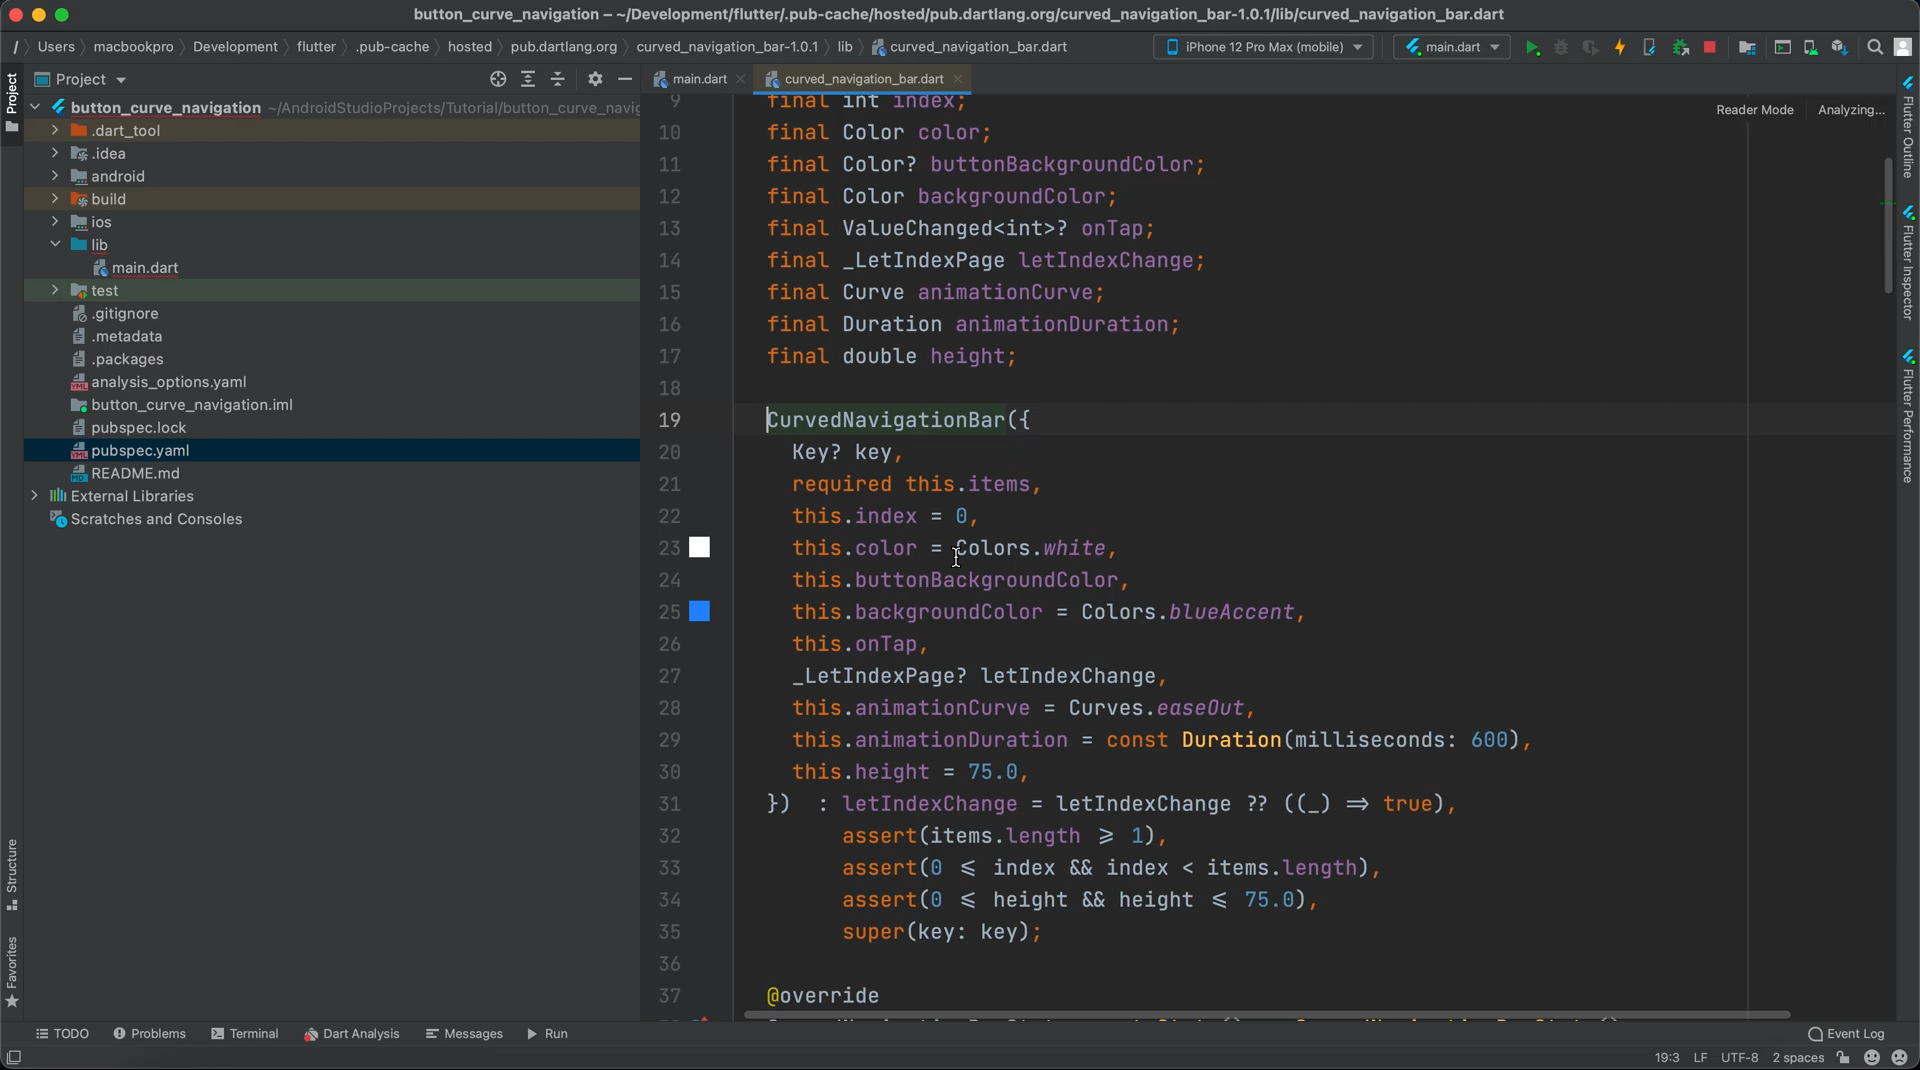 button_curve_navigation – ~/Development/flutter/.pub-cache/hosted/pub.dartlang.org/curved_navigation_bar-1.0.1/lib/curved_navigation_bar.dart
/ Users macbookpro Development flutter .pub-cache hosted pub.dartlang.org curved_navigation_bar-1.0.1 lib curved_navigation_bar.dart iPhone 12 Pro Max (mobile) main.dart
Project
Project
main.dart
curved_navigation_bar.dart
button_curve_navigation ~/AndroidStudioProjects/Tutorial/button_curve_navig
.dart_tool
.idea
android
build
ios
lib
main.dart
test
.gitignore
.metadata
.packages
analysis_options.yaml
button_curve_navigation.iml
pubspec.lock
pubspec.yaml
README.md
External Libraries
Scratches and Consoles
Reader Mode Analyzing...
9 final int index;
10 final Color color;
11 final Color? buttonBackgroundColor;
12 final Color backgroundColor;
13 final ValueChanged<int>? onTap;
14 final _LetIndexPage letIndexChange;
15 final Curve animationCurve;
16 final Duration animationDuration;
17 final double height;
18
19 CurvedNavigationBar({
20 Key? key,
21 required this.items,
22 this.index = 0,
23 this.color = Colors.white,
24 this.buttonBackgroundColor,
25 this.backgroundColor = Colors.blueAccent,
26 this.onTap,
27 _LetIndexPage? letIndexChange,
28 this.animationCurve = Curves.easeOut,
29 this.animationDuration = const Duration(milliseconds: 600),
30 this.height = 75.0,
31 }) : letIndexChange = letIndexChange ?? ((_) => true),
32 assert(items.length >= 1),
33 assert(0 <= index && index < items.length),
34 assert(0 <= height && height <= 75.0),
35 super(key: key);
36
37 @override
Flutter Outline
Flutter Inspector
Flutter Performance
Structure
Favorites
TODO Problems Terminal Dart Analysis Messages Run Event Log
19:3 LF UTF-8 2 spaces